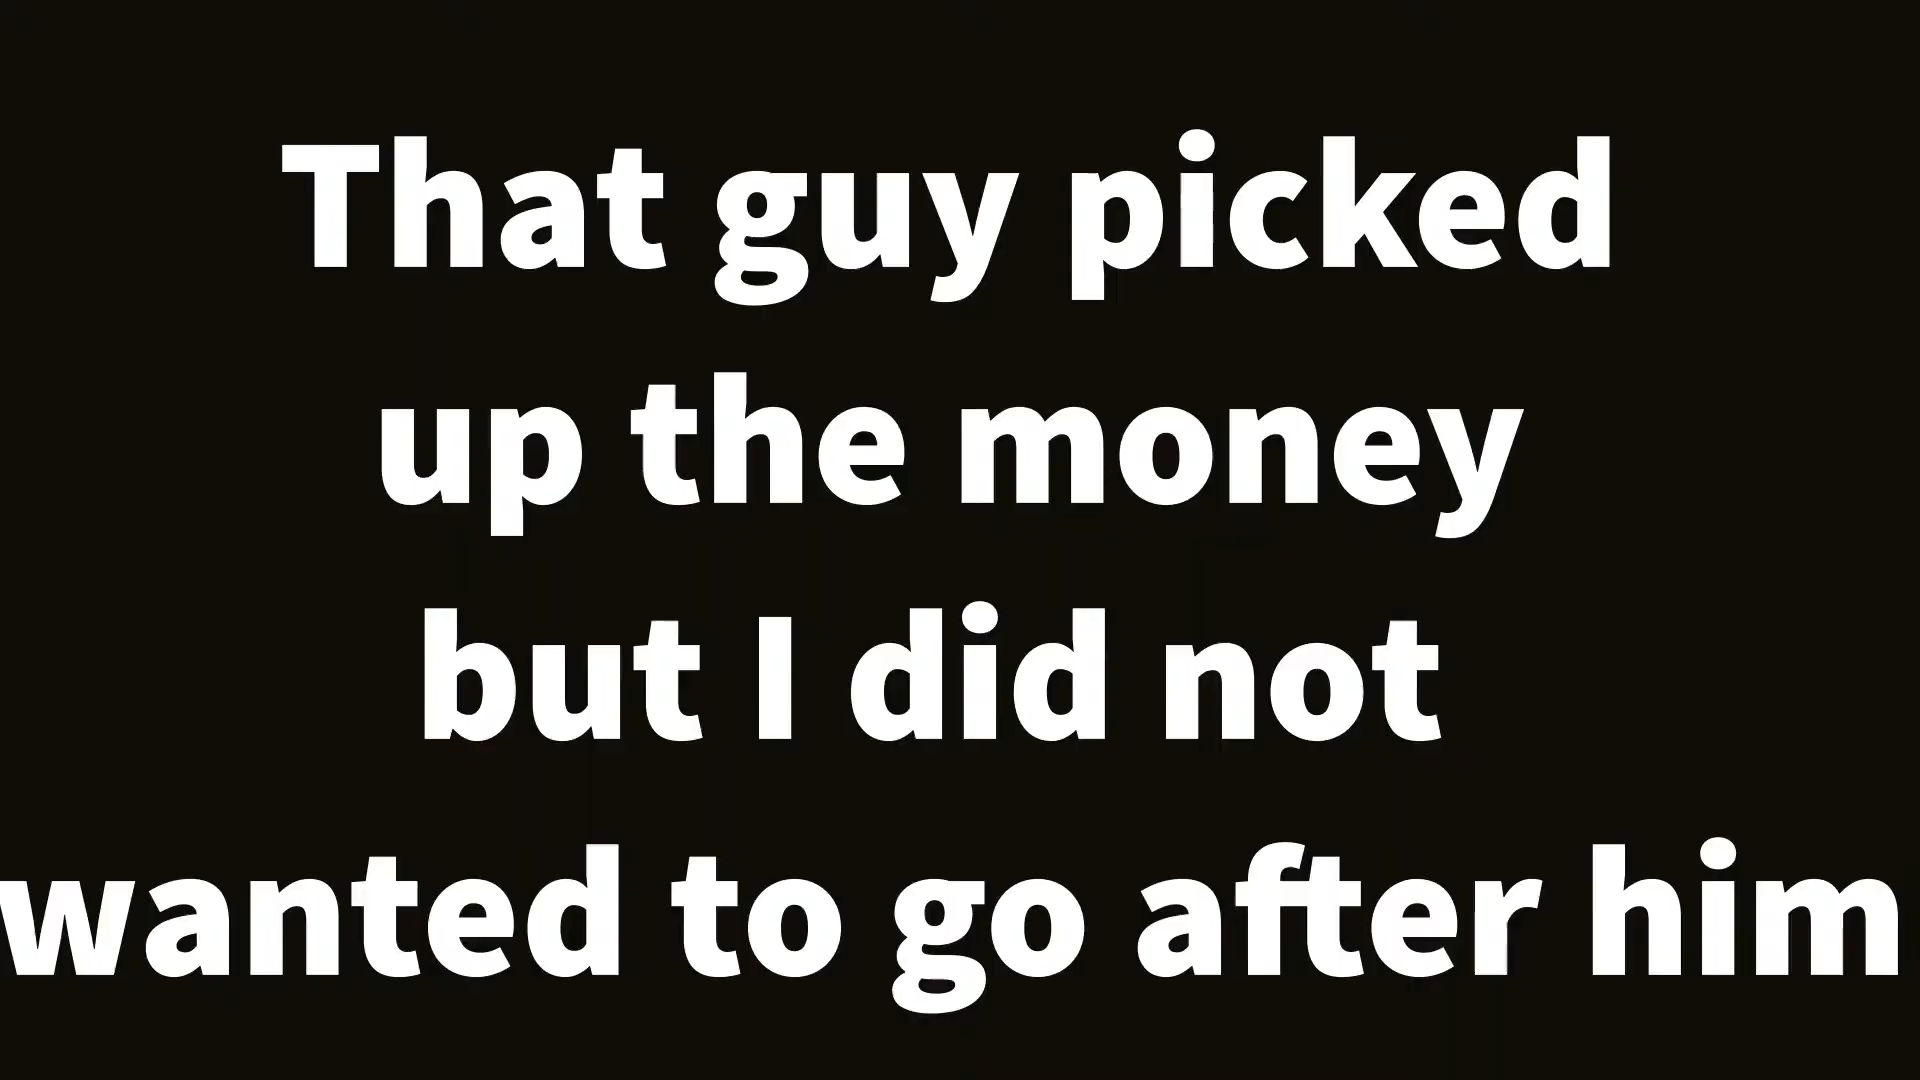 That guy picked
up the money
but I did not
wanted to go after him